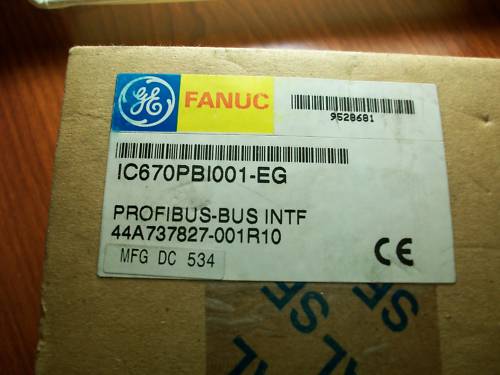 GE FANUC
9528681
IC670PBI001-EG
PROFIBUS-BUS INTF
44A737827-001R10
MFG DC 534
CE